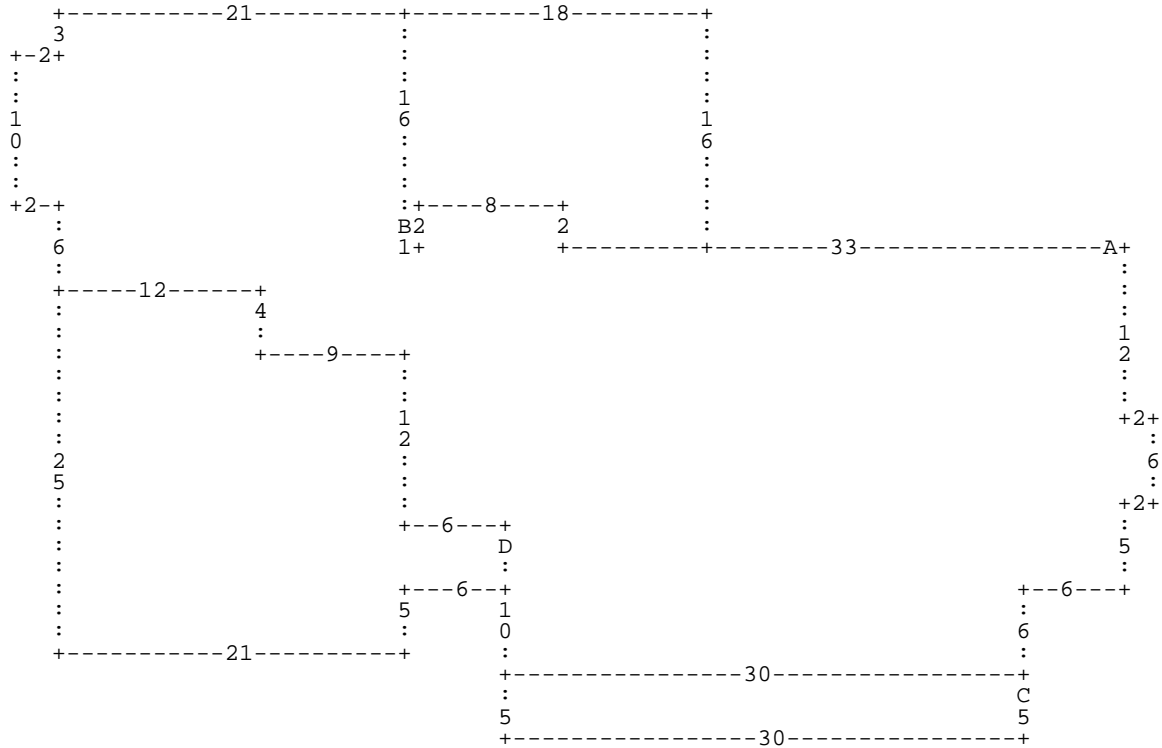 +-----------21----------+---------18---------+
   3                       :                    :
+-2+                       :                    :
:                          :                    :
:                          1                    :
1                          6                    1
0                          :                    6
:                          :                    :
:                          :                    :
+2-+                       :+----8----+         :
   :                       B2         2         :
   6                       1+         +---------+--------33-----------------A+
   :                                                                         :
   +-----12------+                                                           :
   :             4                                                           :
   :             :                                                           1
   :             +----9----+                                                 2
   :                       :                                                 :
   :                       :                                                 :
   :                       1                                                 +2+
   :                       2                                                   :
   2                       :                                                   6
   5                       :                                                   :
   :                       :                                                 +2+
   :                       +--6---+                                          :
   :                              D                                          5
   :                              :                                          :
   :                       +---6--+                                   +--6---+
   :                       5      1                                   :
   :                       :      0                                   6
   +-----------21----------+      :                                   :
                                  +----------------30-----------------+
                                  :                                   C
                                  5                                   5
                                  +-----------------30----------------+